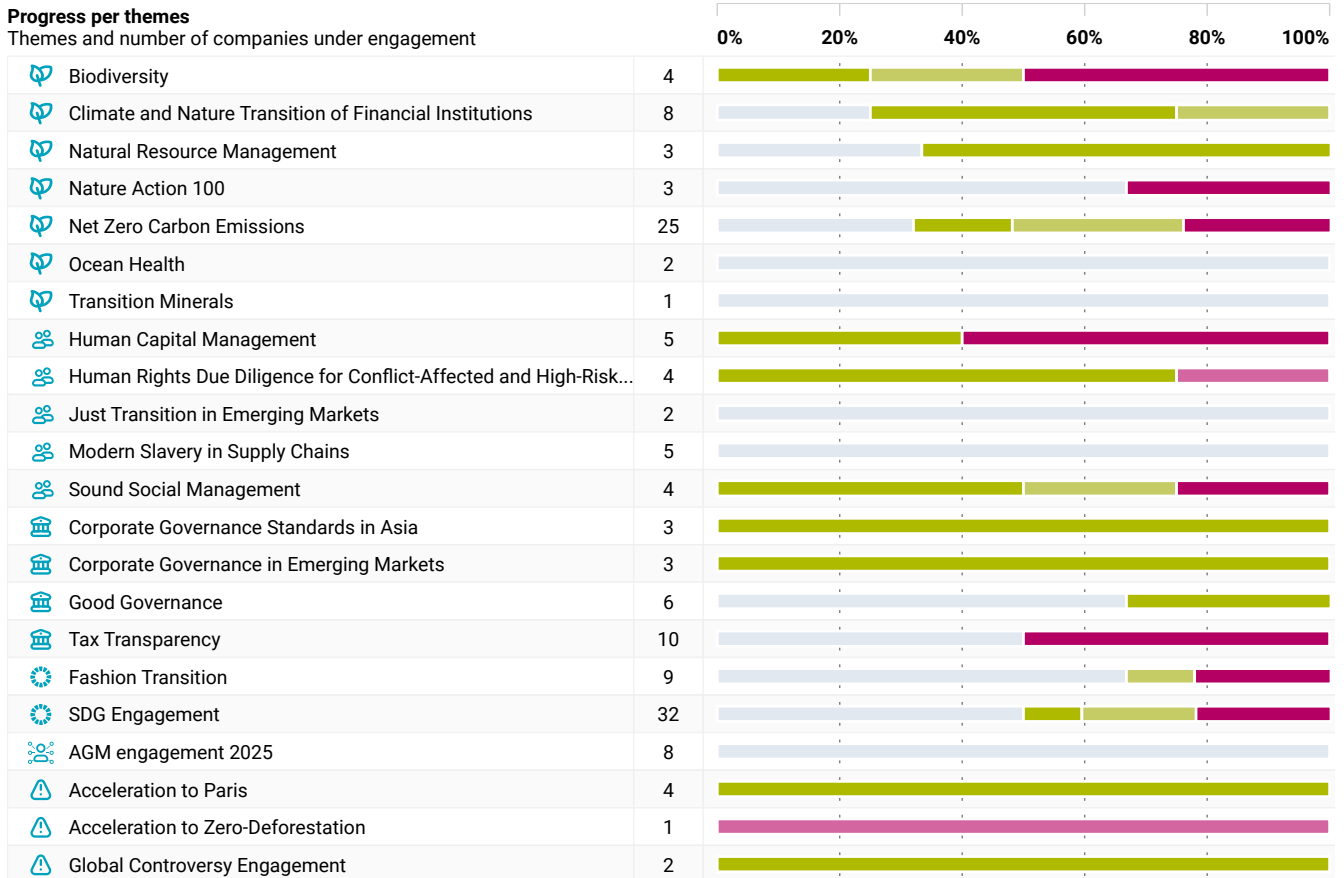 Progress per themes
Themes and number of companies under engagement
0% 20% 40% 60% 80% 100%
Biodiversity 4
Climate and Nature Transition of Financial Institutions 8
Natural Resource Management 3
Nature Action 100 3
Net Zero Carbon Emissions 25
Ocean Health 2
Transition Minerals 1
Human Capital Management 5
Human Rights Due Diligence for Conflict-Affected and High-Risk... 4
Just Transition in Emerging Markets 2
Modern Slavery in Supply Chains 5
Sound Social Management 4
Corporate Governance Standards in Asia 3
Corporate Governance in Emerging Markets 3
Good Governance 6
Tax Transparency 10
Fashion Transition 9
SDG Engagement 32
AGM engagement 2025 8
Acceleration to Paris 4
Acceleration to Zero-Deforestation 1
Global Controversy Engagement 2